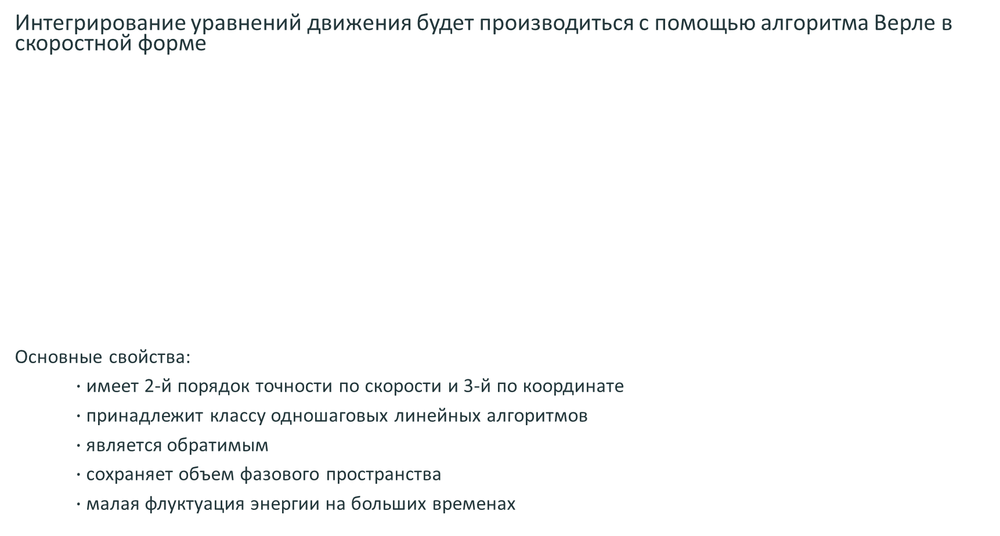 Интегрирование уравнений движения будет производиться с помощью алгоритма Верле в
скоростной форме
Основные свойства:
· имеет 2-й порядок точности по скорости и 3-й по координате
· принадлежит классу одношаговых линейных алгоритмов
· является обратимым
· сохраняет объем фазового пространства
· малая флуктуация энергии на больших временах